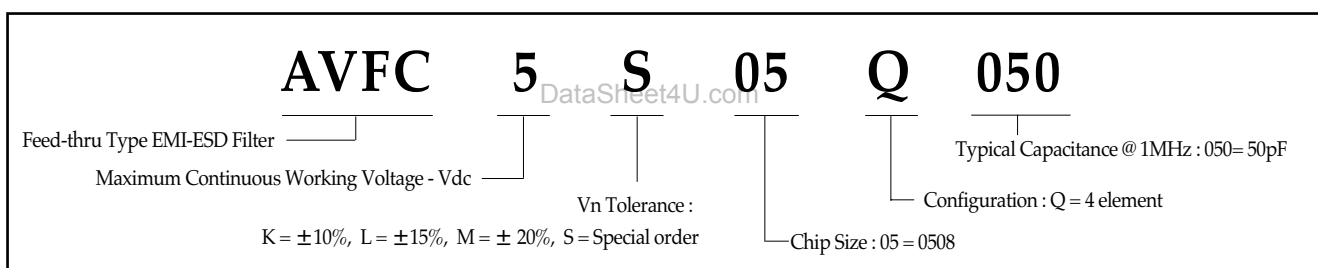 AVFC 5 S 05 Q 050
DataSheet4U.com
Feed-thru Type EMI-ESD Filter
Typical Capacitance @ 1MHz : 050= 50pF
Maximum Continuous Working Voltage - Vdc
Configuration : Q = 4 element
Vn Tolerance :
K = ±10%, L = ±15%, M = ± 20%, S = Special order
Chip Size : 05 = 0508